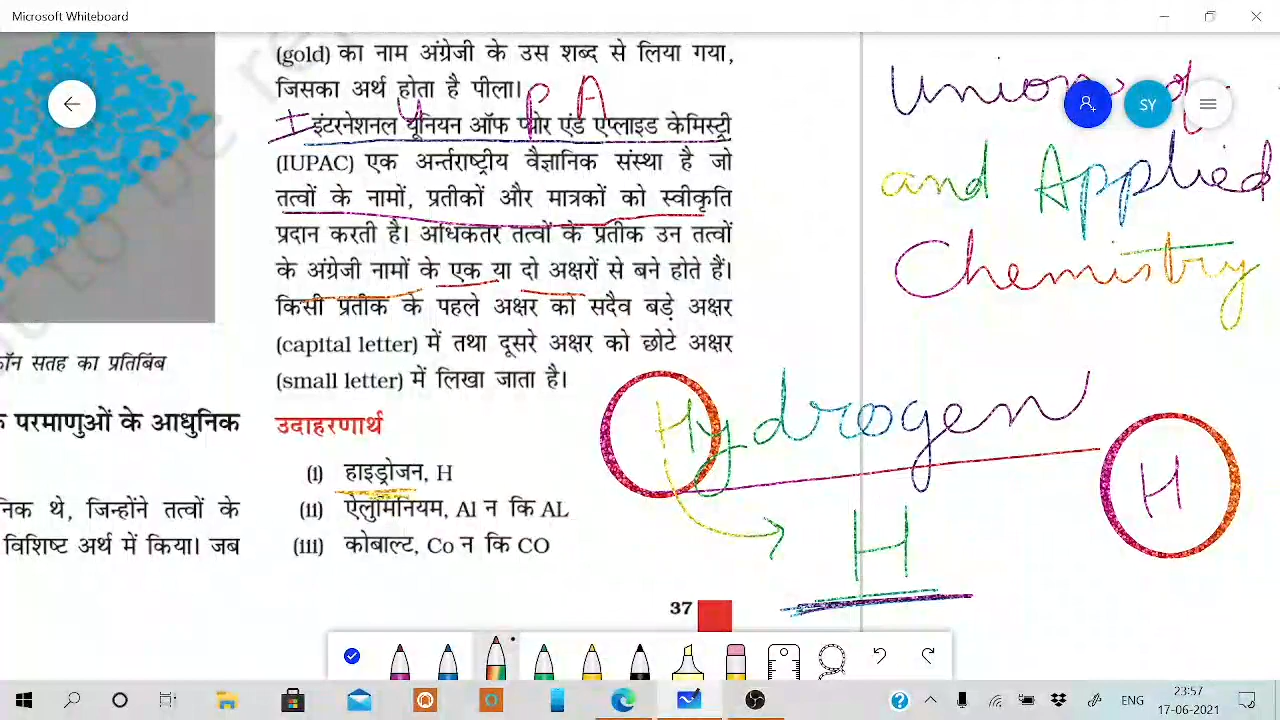 Microsoft Whiteboard
(gold) का नाम अंग्रेजी के उस शब्द से लिया गया,
जिसका अर्थ होता है पीला।
I U P A
इंटरनेशनल यूनियन ऑफ प्योर एंड एप्लाइड केमिस्ट्री
(IUPAC) एक अर्न्तराष्ट्रीय वैज्ञानिक संस्था है जो
तत्वों के नामों, प्रतीकों और मात्रकों को स्वीकृति
प्रदान करती है। अधिकतर तत्वों के प्रतीक उन तत्वों
के अंग्रेजी नामों के एक या दो अक्षरों से बने होते हैं।
किसी प्रतीक के पहले अक्षर को सदैव बड़े अक्षर
(capital letter) में तथा दूसरे अक्षर को छोटे अक्षर
(small letter) में लिखा जाता है।
उदाहरणार्थ
(i) हाइड्रोजन, H
(ii) ऐलुमिनियम, Al न कि AL
(iii) कोबाल्ट, Co न कि CO
37
सतह का प्रतिबिंब
परमाणुओं के आधुनिक
थे, जिन्होंने तत्वों के
विशिष्ट अर्थ में किया। जब
Union of
and Applied
Chemistry
Hydrogen
H
H
SY
ENG
23:57
17-06-2021